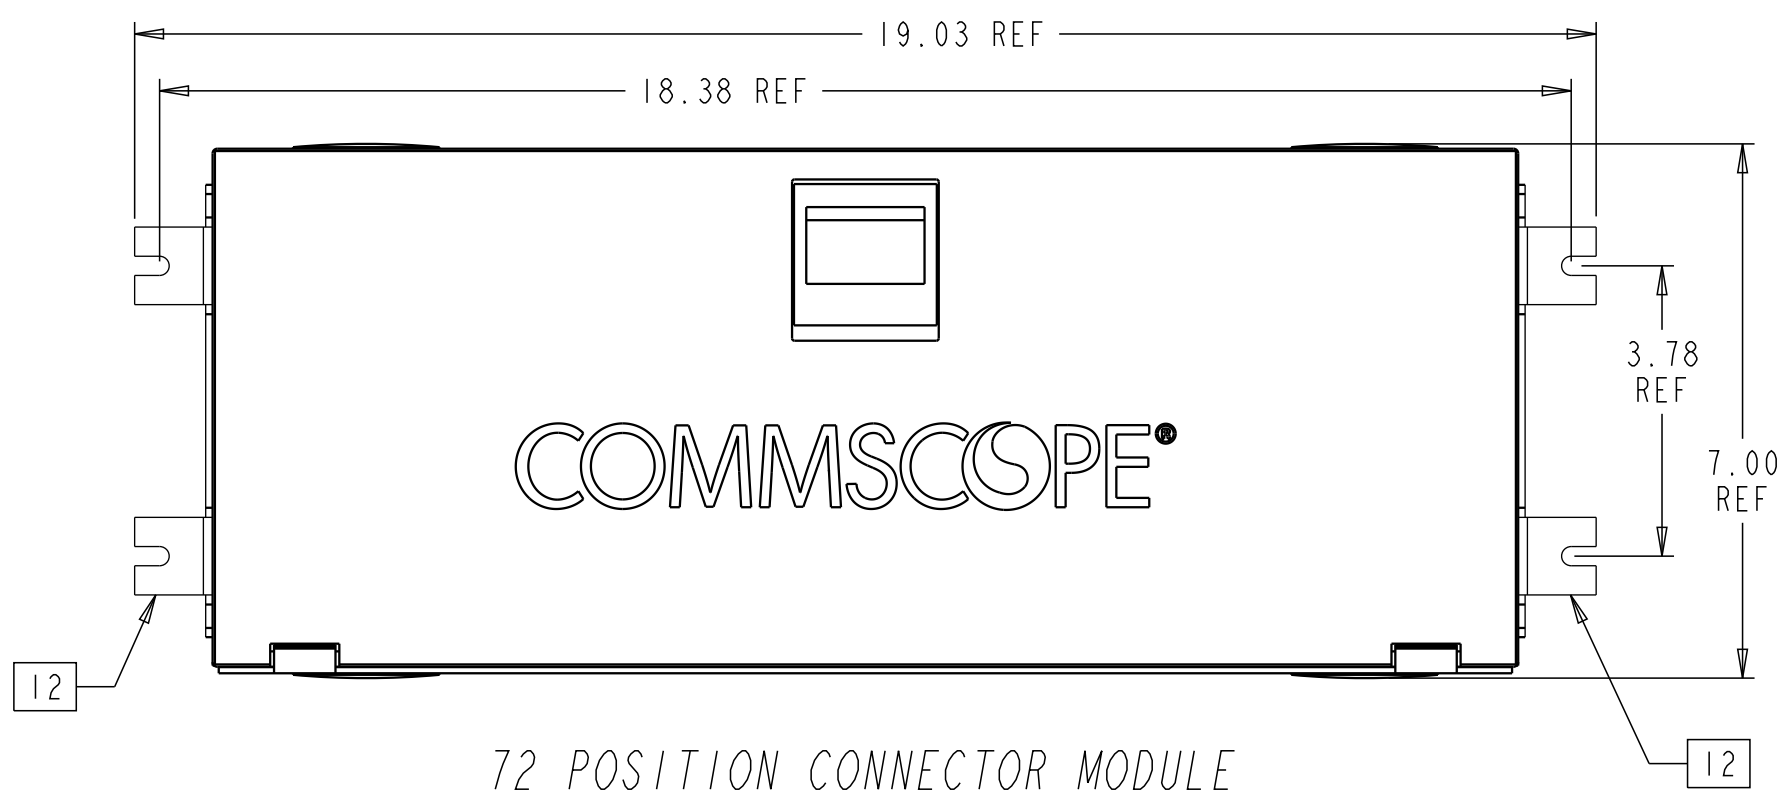 19.03 REF
18.38 REF
3.78
REF
COMMSCOPE®
7.00
REF
12
12
72 POSITION CONNECTOR MODULE